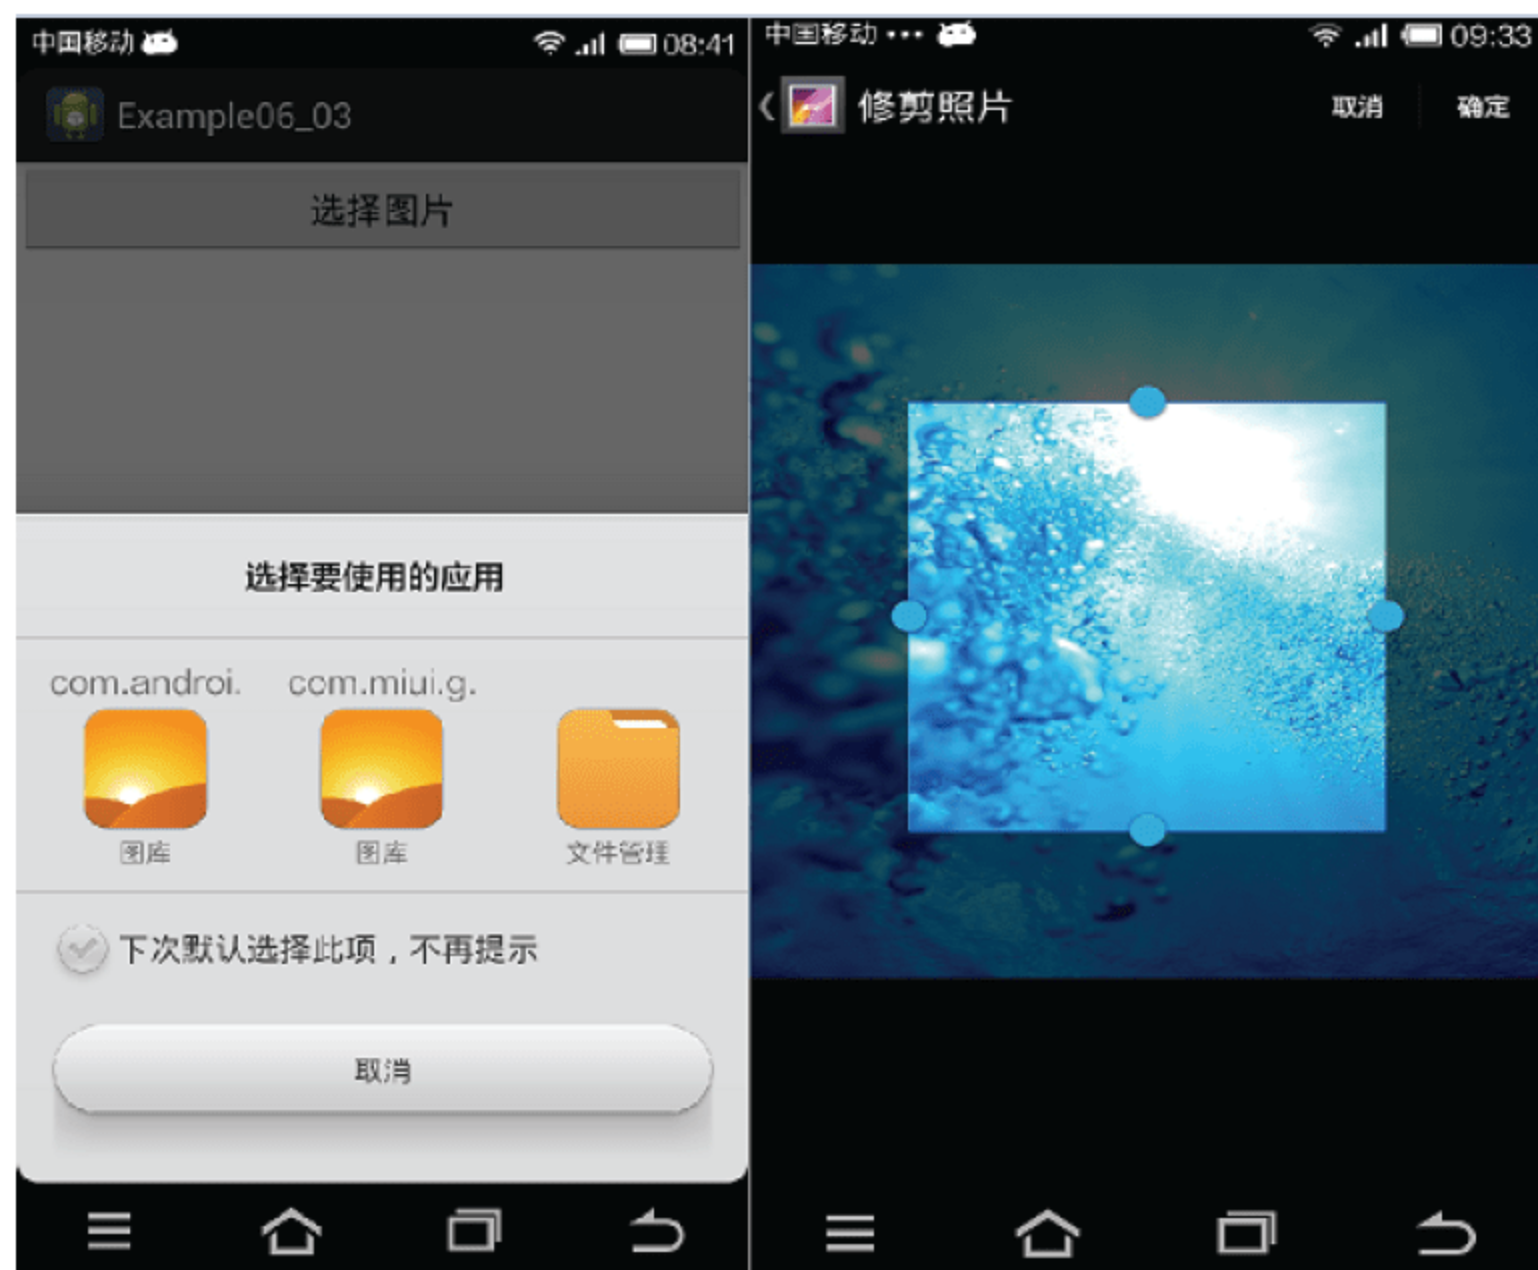 中国移动 08:41
Example06_03
选择图片
选择要使用的应用
com.androi. com.miui.g.
图库 图库 文件管理
下次默认选择此项，不再提示
取消
中国移动 ••• 09:33
修剪照片 取消 确定